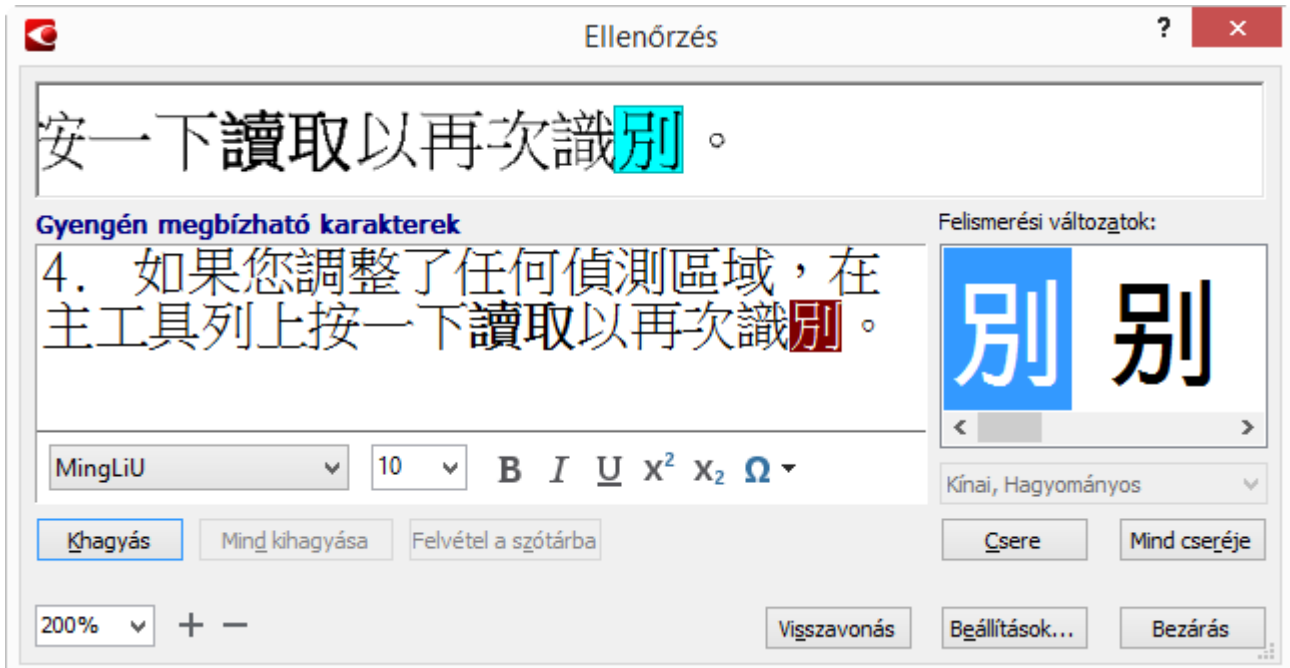 Ellenőrzés
?
×
按一下讀取以再次識別。
Gyengén megbízható karakterek
Felismerési változatok:
4. 如果您調整了任何偵測區域，在
主工具列上按一下讀取以再次識別。
別 别
MingLiU
10
B I U X² X₂ Ω
Kínai, Hagyományos
Khagyás
Mind kihagyása
Felvétel a szótárba
Csere
Mind cseréje
200%
+ −
Visszavonás
Beállítások...
Bezárás